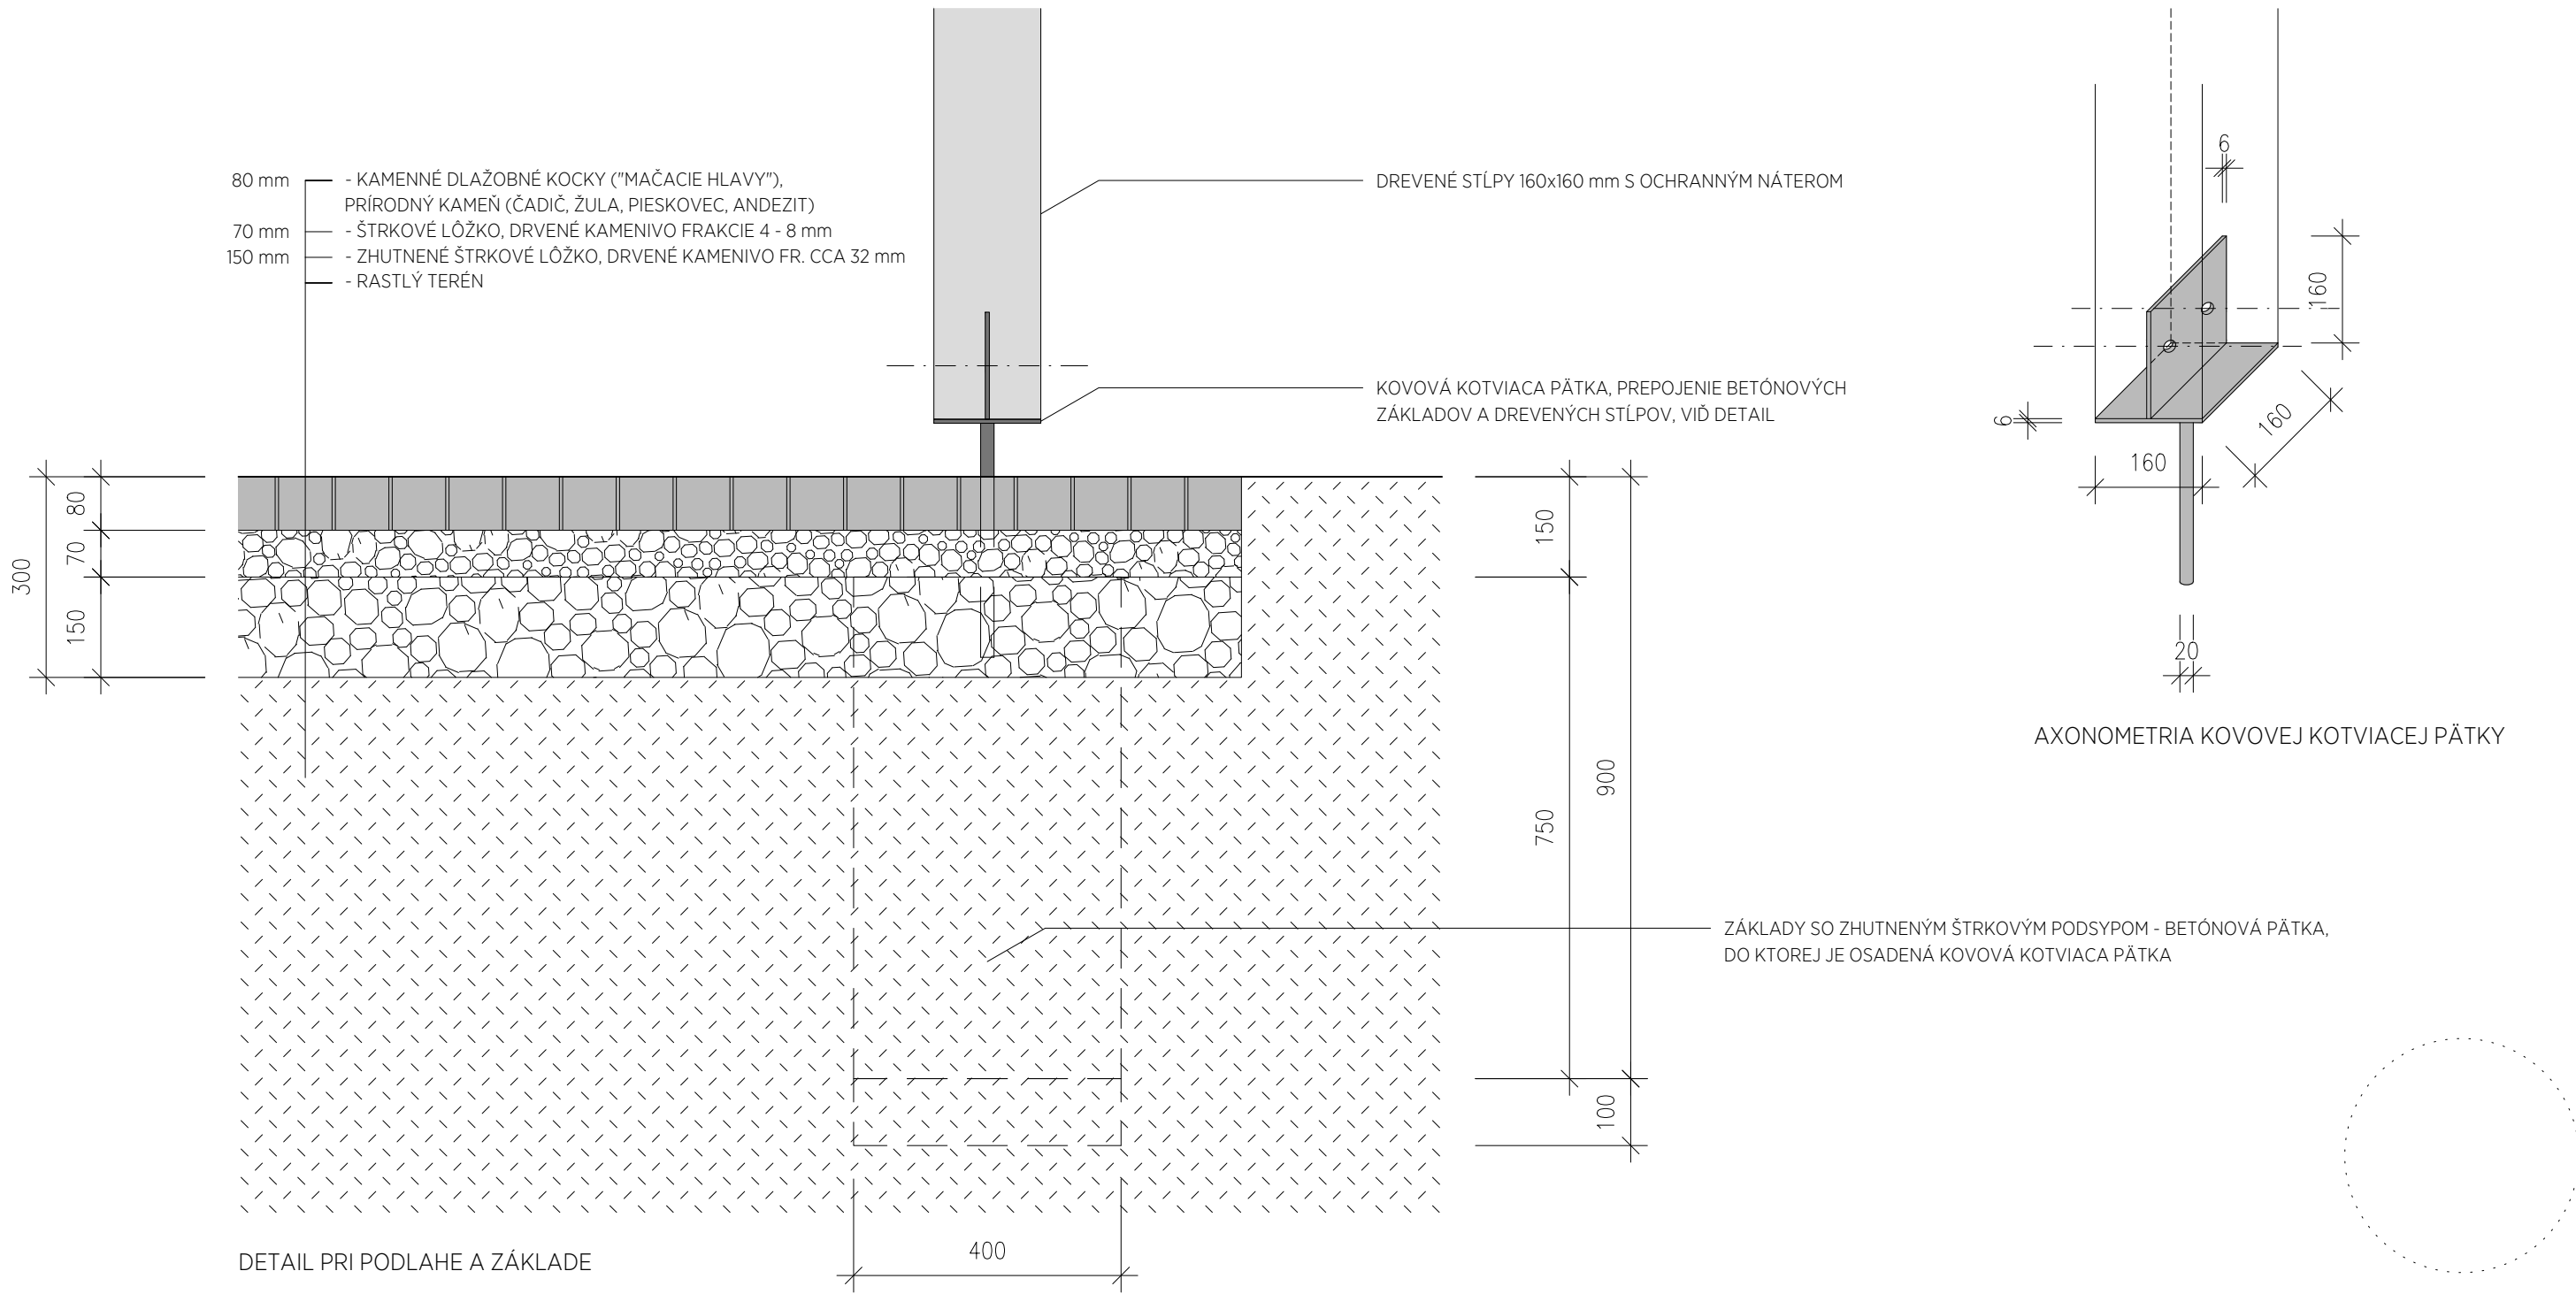 80 mm - KAMENNÉ DLAŽOBNÉ KOCKY ("MAČACIE HLAVY"),
PRÍRODNÝ KAMEŇ (ČADIČ, ŽULA, PIESKOVEC, ANDEZIT)
70 mm - ŠTRKOVÉ LÔŽKO, DRVENÉ KAMENIVO FRAKCIE 4 - 8 mm
150 mm - ZHUTNENÉ ŠTRKOVÉ LÔŽKO, DRVENÉ KAMENIVO FR. CCA 32 mm
- RASTLÝ TERÉN
DREVENÉ STĹPY 160x160 mm S OCHRANNÝM NÁTEROM
KOVOVÁ KOTVIACA PÄTKA, PREPOJENIE BETÓNOVÝCH
ZÁKLADOV A DREVENÝCH STĹPOV, VIĎ DETAIL
300
80
70
150
150
750
900
100
400
ZÁKLADY SO ZHUTNENÝM ŠTRKOVÝM PODSYPOM - BETÓNOVÁ PÄTKA,
DO KTOREJ JE OSADENÁ KOVOVÁ KOTVIACA PÄTKA
DETAIL PRI PODLAHE A ZÁKLADE
6
160
6
160
160
20
AXONOMETRIA KOVOVEJ KOTVIACEJ PÄTKY